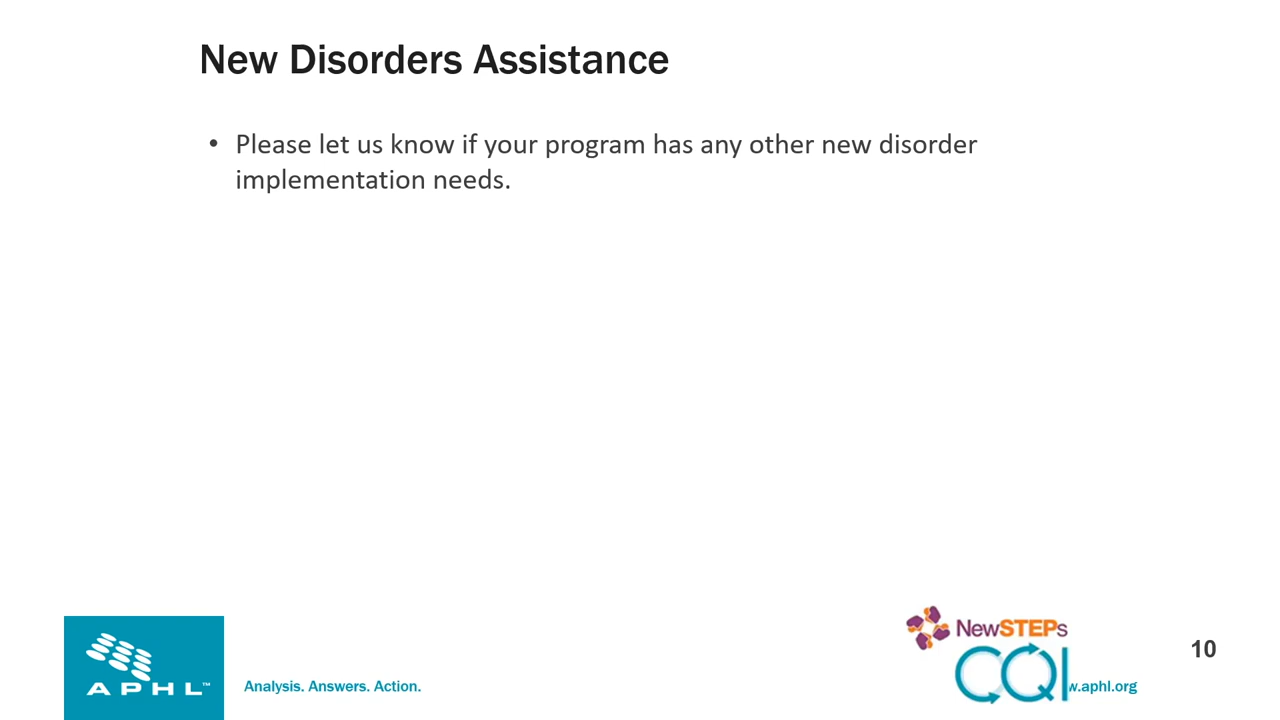 New Disorders Assistance
• Please let us know if your program has any other new disorder
implementation needs.
NewSTEPs
CQI
10
APHL™
Analysis. Answers. Action.
w.aphl.org